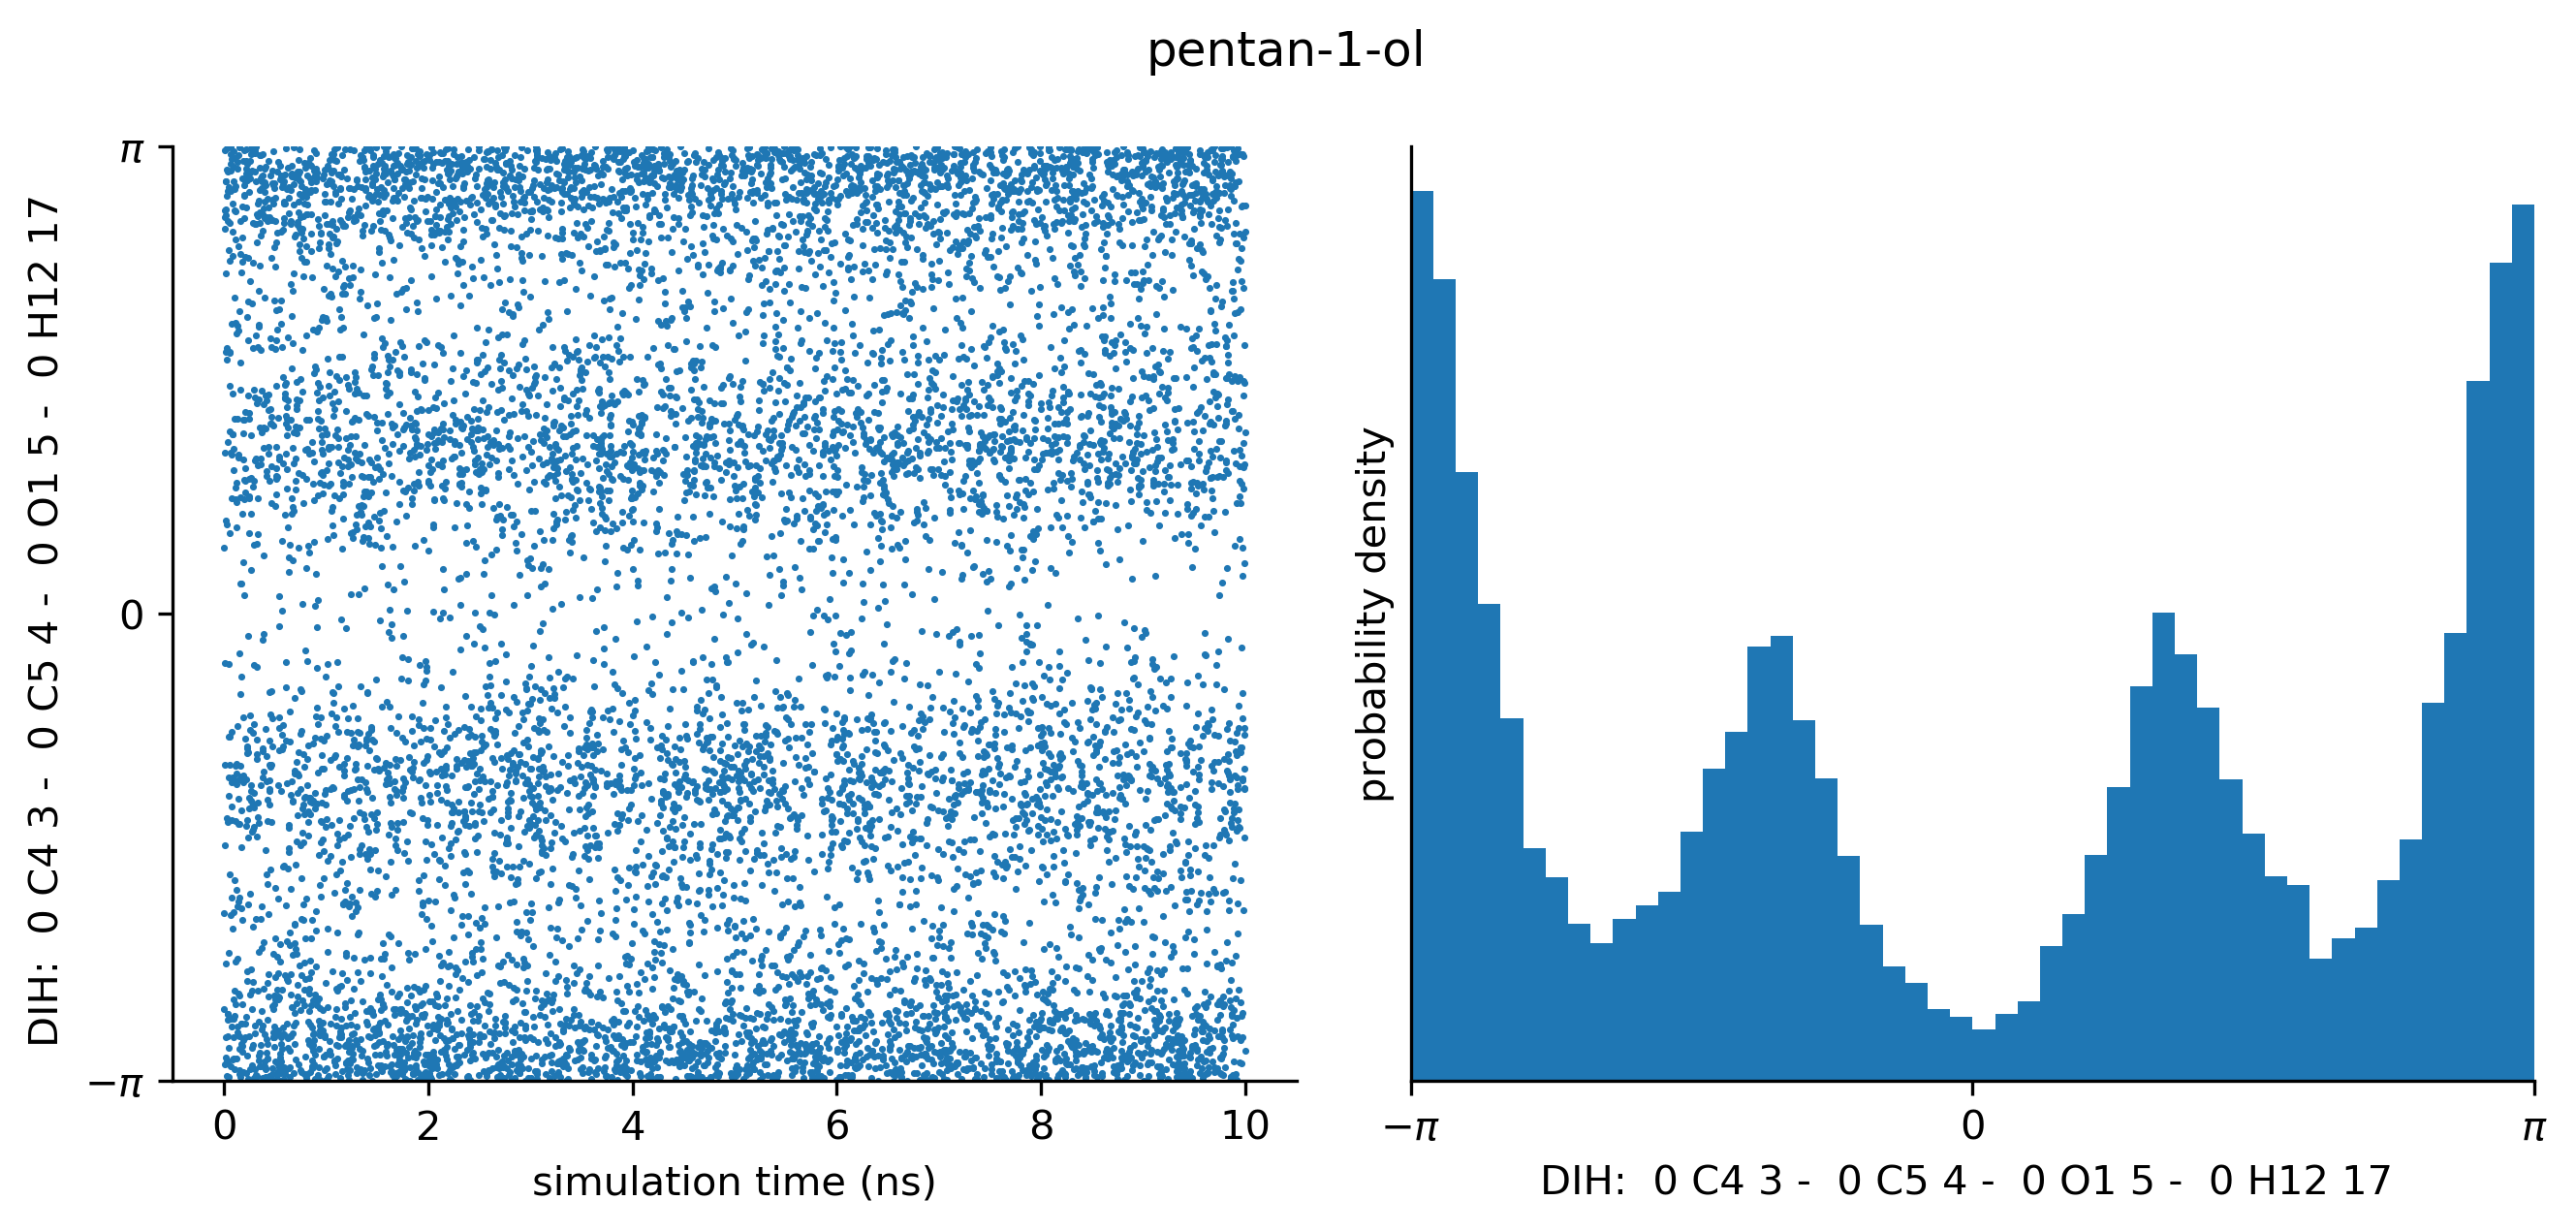 pentan-1-ol
DIH:  0 C4 3 -  0 C5 4 -  0 O1 5 -  0 H12 17
π
0
−π
0 2 4 6 8 10
simulation time (ns)
probability density
−π 0 π
DIH:  0 C4 3 -  0 C5 4 -  0 O1 5 -  0 H12 17